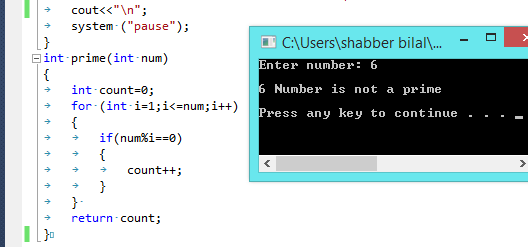 cout<<"\n";
system ("pause");
}
int prime(int num)
{
int count=0;
for (int i=1;i<=num;i++)
{
if(num%i==0)
{
count++;
}
}
return count;
}
C:\Users\shabber bilal\...
Enter number: 6
6 Number is not a prime
Press any key to continue . . . _